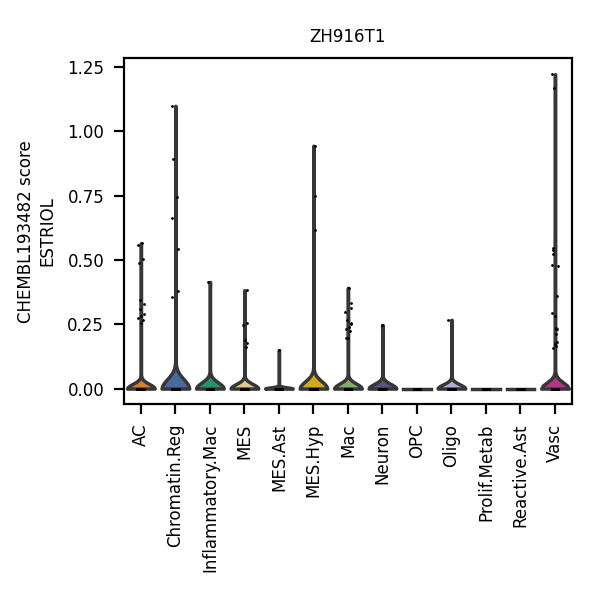 ZH916T1
CHEMBL193482 score
ESTRIOL
1.25
1.00
0.75
0.50
0.25
0.00
AC
Chromatin.Reg
Inflammatory.Mac
MES
MES.Ast
MES.Hyp
Mac
Neuron
OPC
Oligo
Prolif.Metab
Reactive.Ast
Vasc